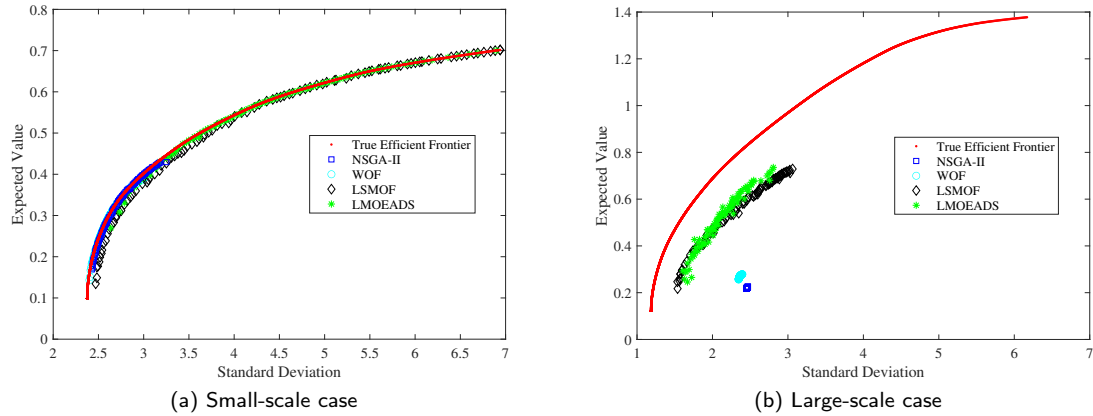 0.8
0.7
0.6
0.5
0.4
0.3
0.2
0.1
0
Expected Value
True Efficient Frontier
NSGA-II
WOF
LSMOF
LMOEADS
2 2.5 3 3.5 4 4.5 5 5.5 6 6.5 7
Standard Deviation
(a) Small-scale case
1.4
1.2
1
0.8
0.6
0.4
0.2
0
Expected Value
True Efficient Frontier
NSGA-II
WOF
LSMOF
LMOEADS
1 2 3 4 5 6 7
Standard Deviation
(b) Large-scale case